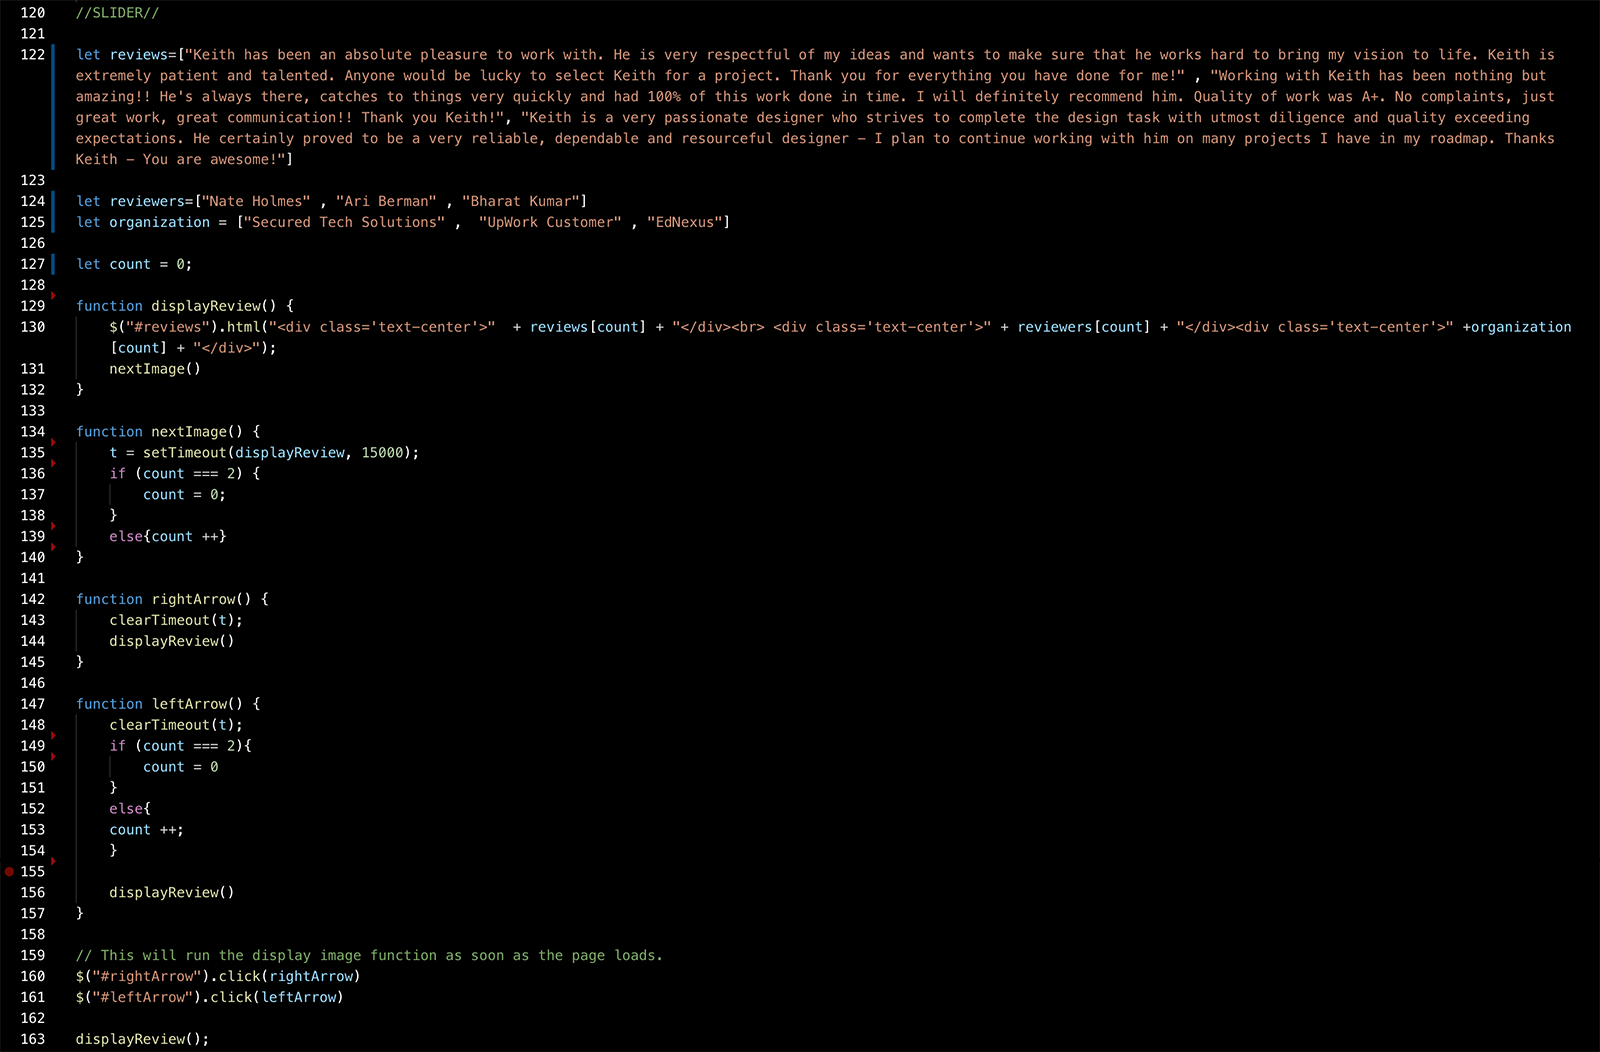 120 //SLIDER//
121
122 let reviews=["Keith has been an absolute pleasure to work with. He is very respectful of my ideas and wants to make sure that he works hard to bring my vision to life. Keith is
extremely patient and talented. Anyone would be lucky to select Keith for a project. Thank you for everything you have done for me!" , "Working with Keith has been nothing but
amazing!! He's always there, catches to things very quickly and had 100% of this work done in time. I will definitely recommend him. Quality of work was A+. No complaints, just
great work, great communication!! Thank you Keith!", "Keith is a very passionate designer who strives to complete the design task with utmost diligence and quality exceeding
expectations. He certainly proved to be a very reliable, dependable and resourceful designer – I plan to continue working with him on many projects I have in my roadmap. Thanks
Keith – You are awesome!"]
123
124 let reviewers=["Nate Holmes" , "Ari Berman" , "Bharat Kumar"]
125 let organization = ["Secured Tech Solutions" ,  "UpWork Customer" , "EdNexus"]
126
127 let count = 0;
128
129 function displayReview() {
130     $("#reviews").html("<div class='text-center'>"  + reviews[count] + "</div><br> <div class='text-center'>" + reviewers[count] + "</div><div class='text-center'>" +organization
[count] + "</div>");
131     nextImage()
132 }
133
134 function nextImage() {
135     t = setTimeout(displayReview, 15000);
136     if (count === 2) {
137         count = 0;
138     }
139     else{count ++}
140 }
141
142 function rightArrow() {
143     clearTimeout(t);
144     displayReview()
145 }
146
147 function leftArrow() {
148     clearTimeout(t);
149     if (count === 2){
150         count = 0
151     }
152     else{
153     count ++;
154     }
155
156     displayReview()
157 }
158
159 // This will run the display image function as soon as the page loads.
160 $("#rightArrow").click(rightArrow)
161 $("#leftArrow").click(leftArrow)
162
163 displayReview();